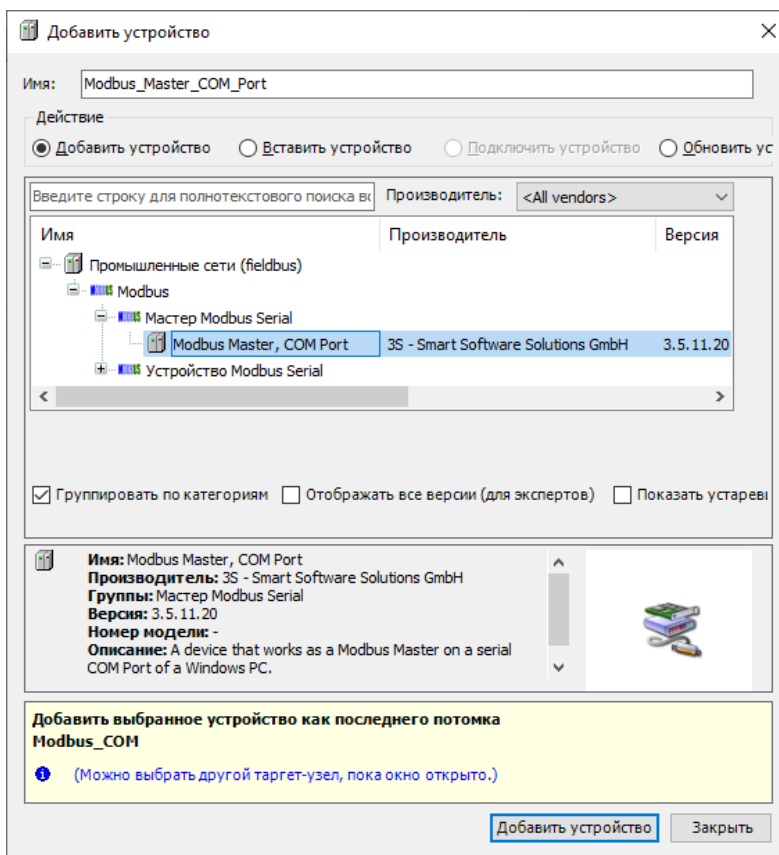 Добавить устройство
Имя: Modbus_Master_COM_Port
Действие
Добавить устройство Вставить устройство Подключить устройство Обновить ус
Введите строку для полнотекстового поиска во Производитель: <All vendors>
Имя Производитель Версия
Промышленные сети (fieldbus)
Modbus
Мастер Modbus Serial
Modbus Master, COM Port 3S - Smart Software Solutions GmbH 3.5.11.20
Устройство Modbus Serial
Группировать по категориям Отображать все версии (для экспертов) Показать устареви
Имя: Modbus Master, COM Port
Производитель: 3S - Smart Software Solutions GmbH
Группы: Мастер Modbus Serial
Версия: 3.5.11.20
Номер модели: -
Описание: A device that works as a Modbus Master on a serial
COM Port of a Windows PC.
Добавить выбранное устройство как последнего потомка
Modbus_COM
(Можно выбрать другой таргет-узел, пока окно открыто.)
Добавить устройство Закрыть